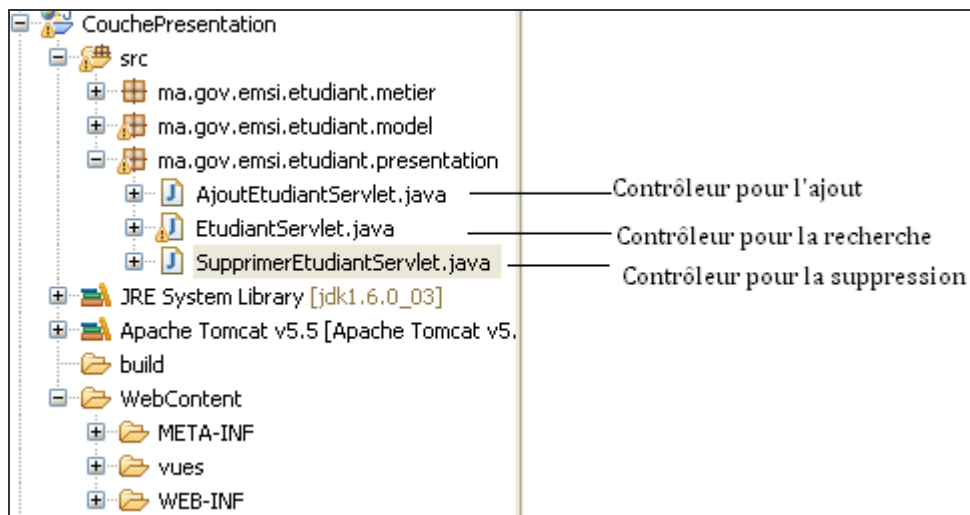 CouchePresentation
src
ma.gov.emsi.etudiant.metier
ma.gov.emsi.etudiant.model
ma.gov.emsi.etudiant.presentation
AjoutEtudiantServlet.java Contrôleur pour l'ajout
EtudiantServlet.java Contrôleur pour la recherche
SupprimerEtudiantServlet.java Contrôleur pour la suppression
JRE System Library [jdk1.6.0_03]
Apache Tomcat v5.5 [Apache Tomcat v5.
build
WebContent
META-INF
vues
WEB-INF